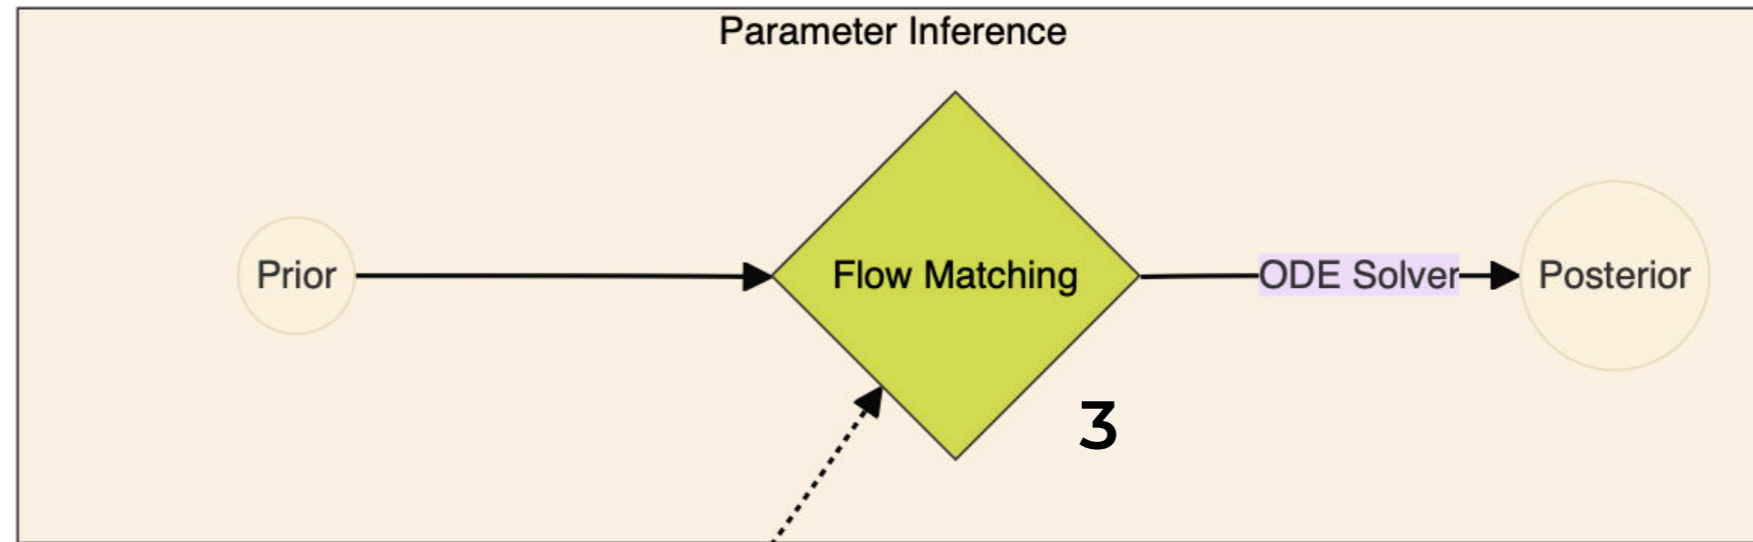 Parameter Inference
Prior
Flow Matching
ODE Solver
Posterior
3